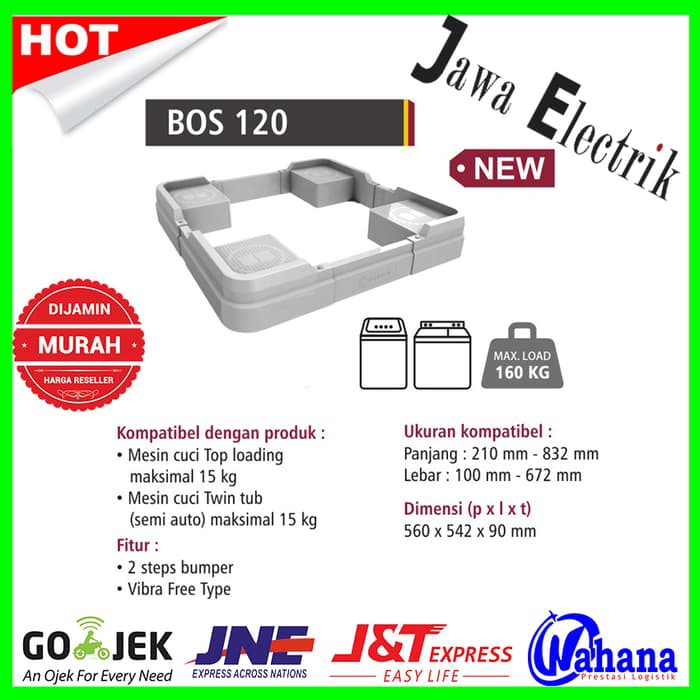 HOT
Jawa Electrik
BOS 120
NEW
DIJAMIN
MURAH
HARGA RESELLER
MAX. LOAD
160 KG
Kompatibel dengan produk :
• Mesin cuci Top loading
maksimal 15 kg
• Mesin cuci Twin tub
(semi auto) maksimal 15 kg
Fitur :
• 2 steps bumper
• Vibra Free Type
Ukuran kompatibel :
Panjang : 210 mm - 832 mm
Lebar : 100 mm - 672 mm
Dimensi (p x l x t)
560 x 542 x 90 mm
GOJEK
An Ojek For Every Need
JNE
EXPRESS ACROSS NATIONS
J&T EXPRESS
EASY LIFE
Wahana
Prestasi Logistik